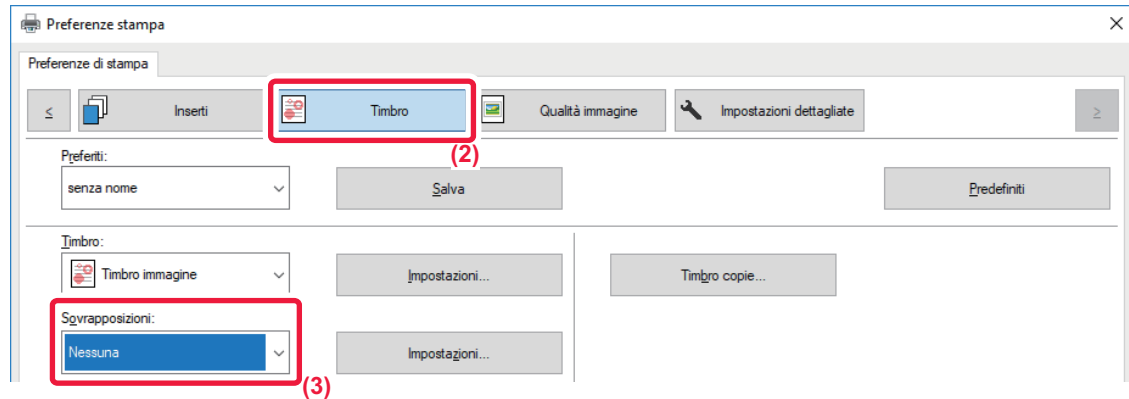 Preferenze stampa
Preferenze di stampa
< Inserti Timbro Qualità immagine Impostazioni dettagliate >
(2)
Preferiti:
senza nome Salva Predefiniti
Timbro:
Timbro immagine Impostazioni... Timbro copie...
Sovrapposizioni:
Nessuna Impostazioni...
(3)